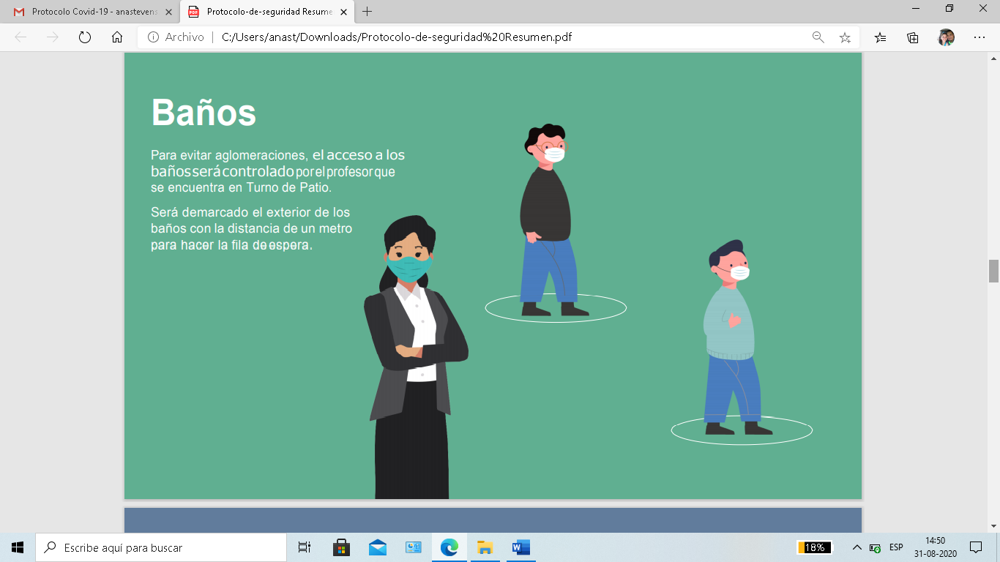 Protocolo Covid-19 - anastevens
Protocolo-de-seguridad Resume
Archivo
C:/Users/anast/Downloads/Protocolo-de-seguridad%20Resumen.pdf
Baños
Para evitar aglomeraciones, el acceso a los
baños será controlado por el profesor que
se encuentra en Turno de Patio.
Será demarcado el exterior de los
baños con la distancia de un metro
para hacer la fila de espera.
Escribe aquí para buscar
18%
ESP
14:50
31-08-2020